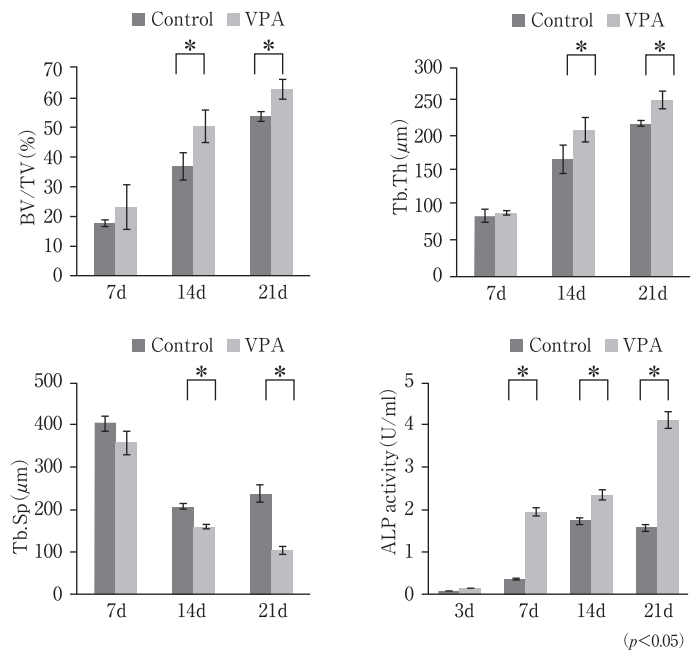 Control VPA
*
*
BV/TV (%)
70
60
50
40
30
20
10
0
7d 14d 21d
Control VPA
*
*
Tb.Th (μm)
300
250
200
150
100
50
0
7d 14d 21d
Control VPA
*
*
Tb.Sp (μm)
500
400
300
200
100
0
7d 14d 21d
Control VPA
*
*
*
ALP activity (U/ml)
5
4
3
2
1
0
3d 7d 14d 21d
(p<0.05)